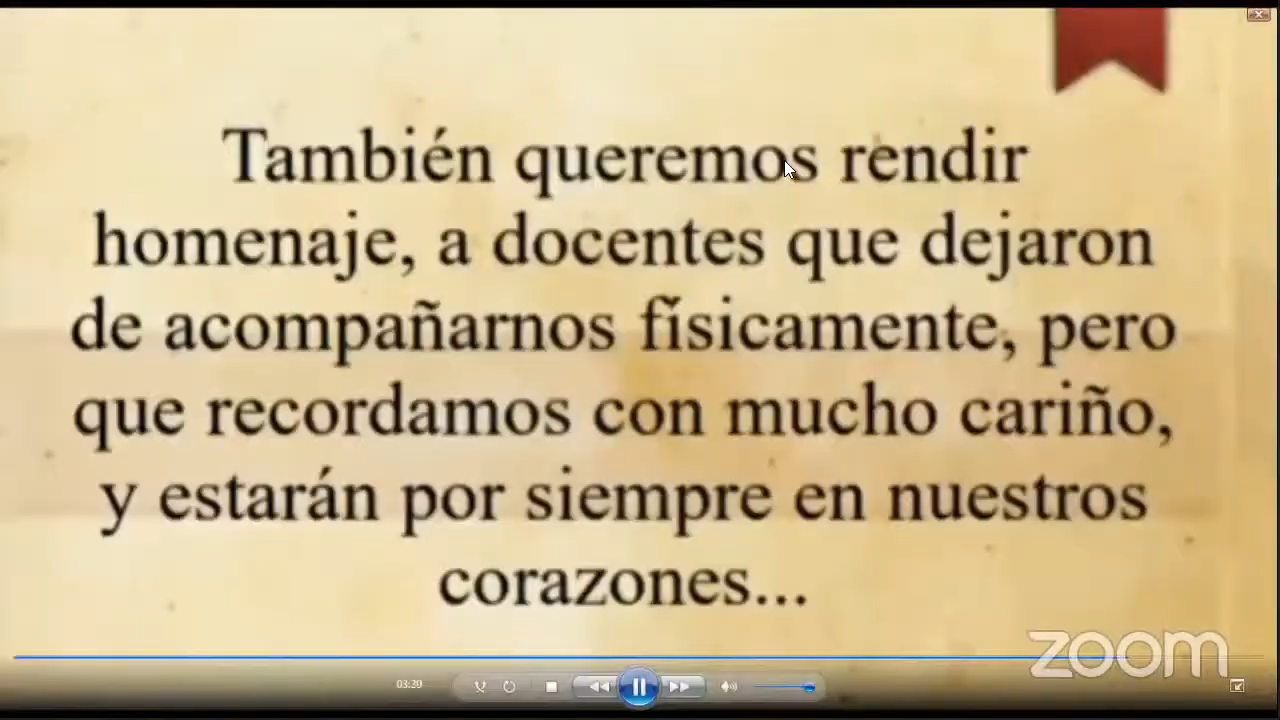 También queremos rendir
homenaje, a docentes que dejaron
de acompañarnos físicamente, pero
que recordamos con mucho cariño,
y estarán por siempre en nuestros
corazones...
zoom
03:20